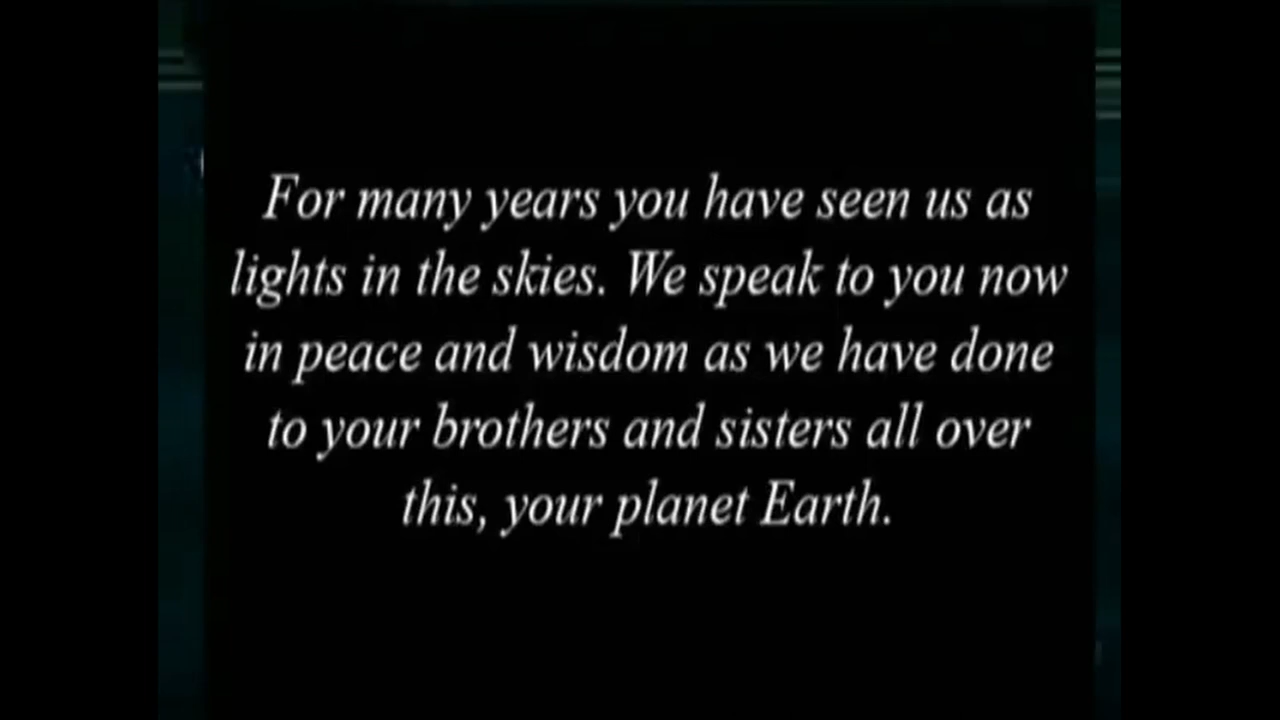 For many years you have seen us as
lights in the skies. We speak to you now
in peace and wisdom as we have done
to your brothers and sisters all over
this, your planet Earth.